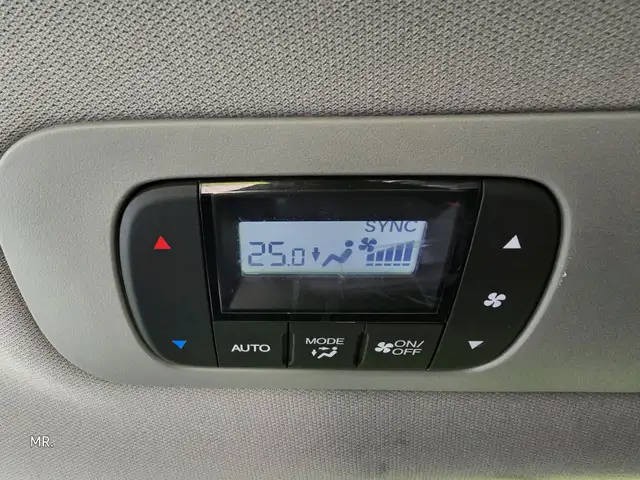 SYNC
25.0
AUTO
MODE
ON/
OFF
MR.